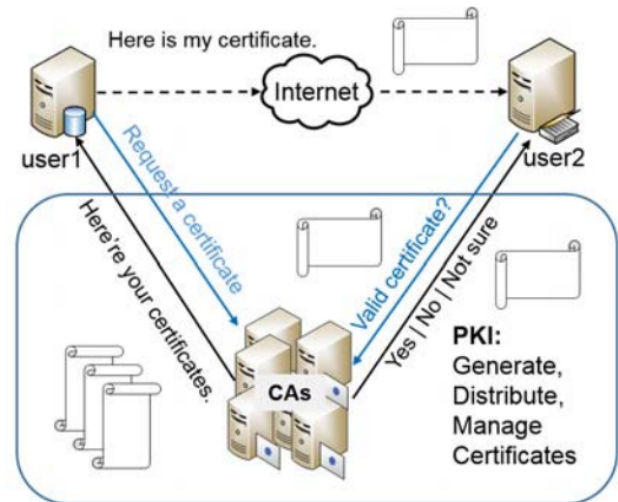 Here is my certificate.
Internet
user1
user2
Request a certificate
Here're your certificates.
Valid certificate?
Yes | No | Not sure
CAs
PKI:
Generate,
Distribute,
Manage
Certificates